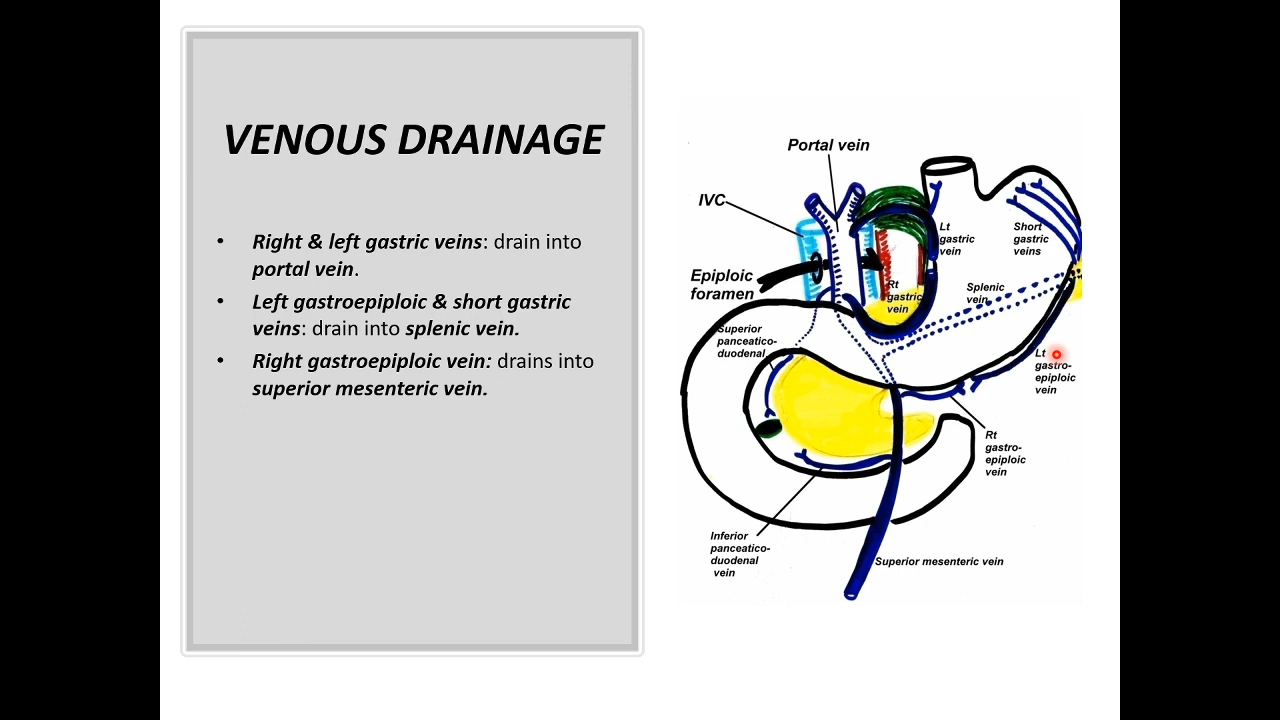 VENOUS DRAINAGE
• Right & left gastric veins: drain into
portal vein.
• Left gastroepiploic & short gastric
veins: drain into splenic vein.
• Right gastroepiploic vein: drains into
superior mesenteric vein.
Portal vein
IVC
Epiploic
foramen
Lt
gastric
vein
Short
gastric
veins
Rt
gastric
vein
Splenic
vein
Superior
panceatico-
duodenal
Lt
gastro-
epiploic
vein
Rt
gastro-
epiploic
vein
Inferior
panceatico-
duodenal
vein
Superior mesenteric vein